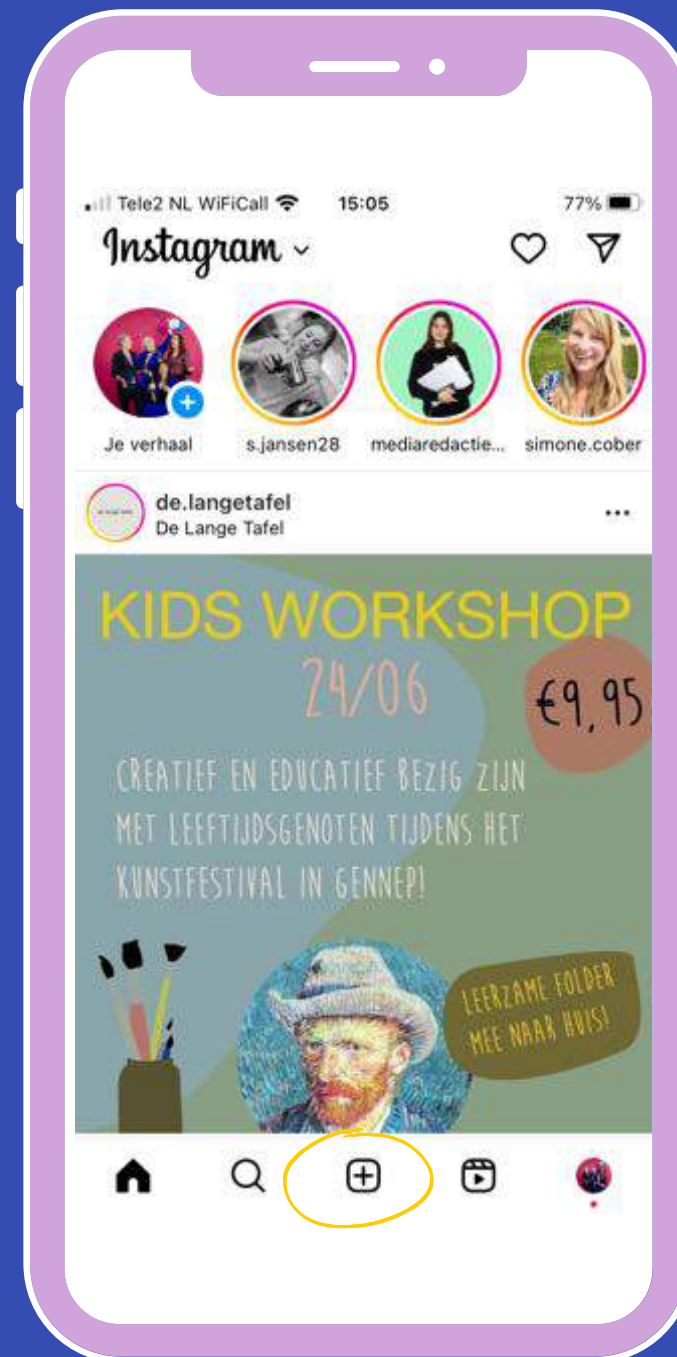 Tele2 NL WiFiCall 15:05 77%
Instagram
Je verhaal s.jansen28 mediaredactie... simone.cober
de.langetafel
De Lange Tafel
KIDS WORKSHOP
24/06
€9,95
CREATIEF EN EDUCATIEF BEZIG ZIJN
MET LEEFTIJDSGENOTEN TIJDENS HET
KUNSTFESTIVAL IN GENNEP!
LEERZAME FOLDER
MEE NAAR HUIS!